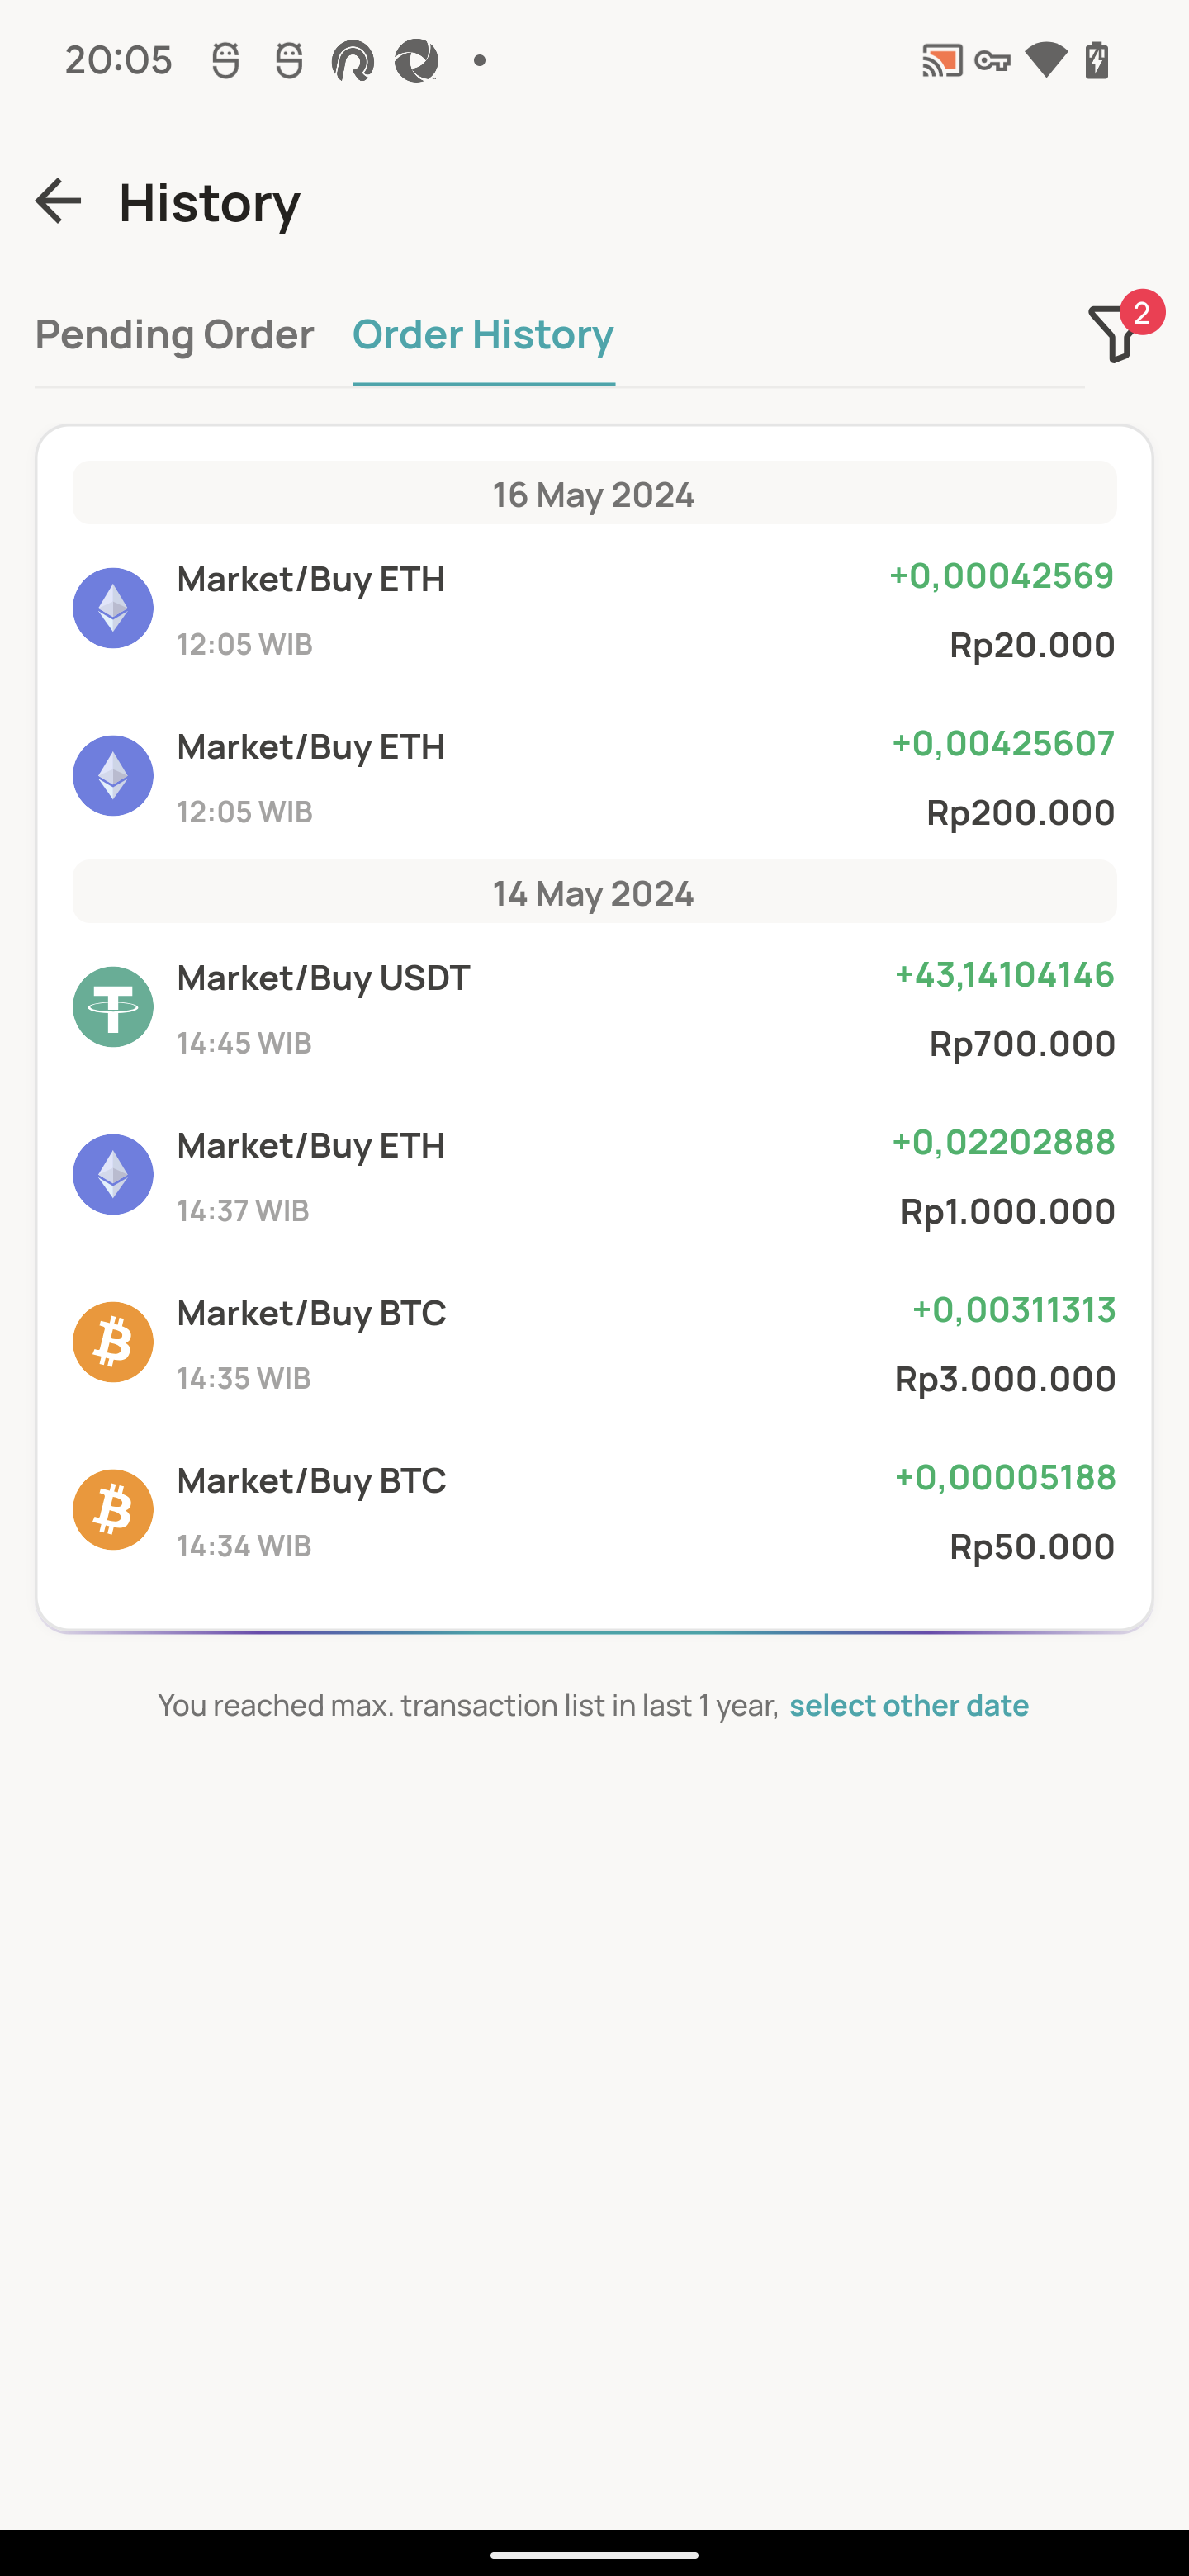 20:05
History
Pending Order Order History 2
16 May 2024
Market/Buy ETH +0,00042569
12:05 WIB Rp20.000
Market/Buy ETH +0,00425607
12:05 WIB Rp200.000
14 May 2024
Market/Buy USDT +43,14104146
14:45 WIB Rp700.000
Market/Buy ETH +0,02202888
14:37 WIB Rp1.000.000
Market/Buy BTC +0,00311313
14:35 WIB Rp3.000.000
Market/Buy BTC +0,00005188
14:34 WIB Rp50.000
You reached max. transaction list in last 1 year, select other date